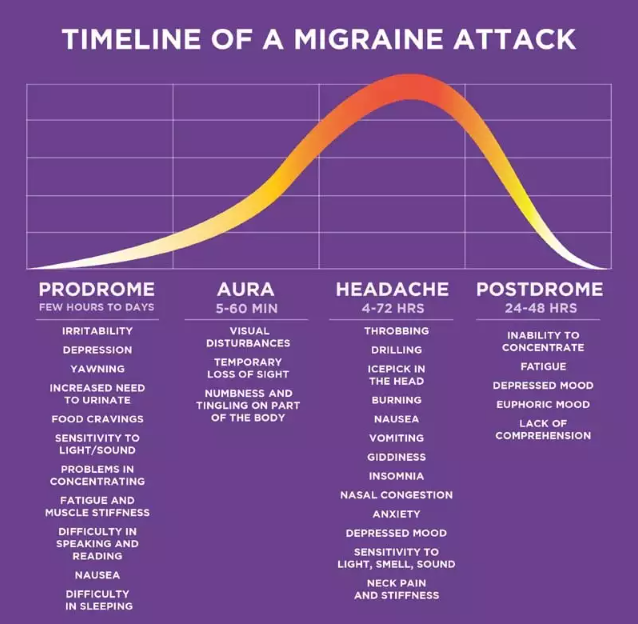 TIMELINE OF A MIGRAINE ATTACK
PRODROME
FEW HOURS TO DAYS
IRRITABILITY
DEPRESSION
YAWNING
INCREASED NEED
TO URINATE
FOOD CRAVINGS
SENSITIVITY TO
LIGHT/SOUND
PROBLEMS IN
CONCENTRATING
FATIGUE AND
MUSCLE STIFFNESS
DIFFICULTY IN
SPEAKING AND
READING
NAUSEA
DIFFICULTY
IN SLEEPING
AURA
5-60 MIN
VISUAL
DISTURBANCES
TEMPORARY
LOSS OF SIGHT
NUMBNESS AND
TINGLING ON PART
OF THE BODY
HEADACHE
4-72 HRS
THROBBING
DRILLING
ICEPICK IN
THE HEAD
BURNING
NAUSEA
VOMITING
GIDDINESS
INSOMNIA
NASAL CONGESTION
ANXIETY
DEPRESSED MOOD
SENSITIVITY TO
LIGHT, SMELL, SOUND
NECK PAIN
AND STIFFNESS
POSTDROME
24-48 HRS
INABILITY TO
CONCENTRATE
FATIGUE
DEPRESSED MOOD
EUPHORIC MOOD
LACK OF
COMPREHENSION